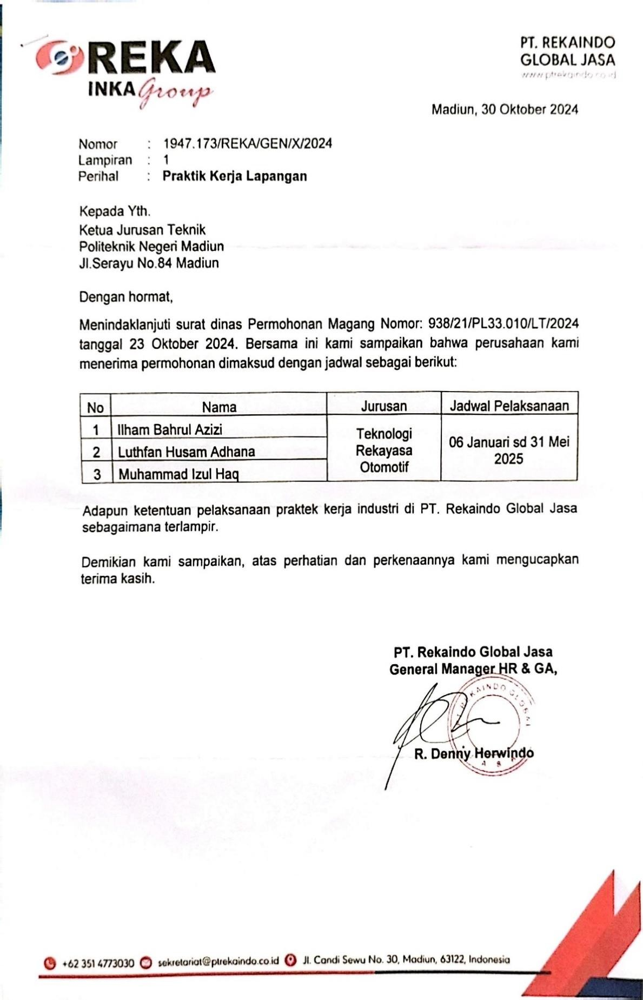 REKA
INKA Group
PT. REKAINDO
GLOBAL JASA
www.ptrekaindo.co.id
Madiun, 30 Oktober 2024
Nomor : 1947.173/REKA/GEN/X/2024
Lampiran : 1
Perihal : Praktik Kerja Lapangan
Kepada Yth.
Ketua Jurusan Teknik
Politeknik Negeri Madiun
Jl.Serayu No.84 Madiun
Dengan hormat,
Menindaklanjuti surat dinas Permohonan Magang Nomor: 938/21/PL33.010/LT/2024
tanggal 23 Oktober 2024. Bersama ini kami sampaikan bahwa perusahaan kami
menerima permohonan dimaksud dengan jadwal sebagai berikut:
No Nama Jurusan Jadwal Pelaksanaan
1 Ilham Bahrul Azizi
2 Luthfan Husam Adhana
3 Muhammad Izul Haq
Teknologi
Rekayasa
Otomotif
06 Januari sd 31 Mei
2025
Adapun ketentuan pelaksanaan praktek kerja industri di PT. Rekaindo Global Jasa
sebagaimana terlampir.
Demikian kami sampaikan, atas perhatian dan perkenaannya kami mengucapkan
terima kasih.
PT. Rekaindo Global Jasa
General Manager HR & GA,
REKAINDO GLOBAL
R. Denny Herwindo
+62 351 4773030 sekretariat@ptrekaindo.co.id Jl. Candi Sewu No. 30, Madiun, 63122, Indonesia